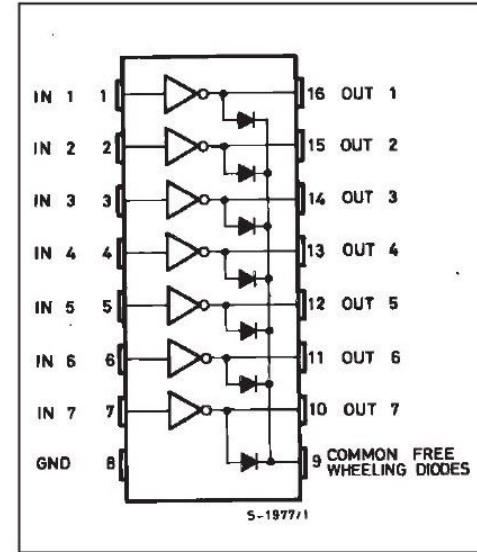 IN 1 1 16 OUT 1
IN 2 2 15 OUT 2
IN 3 3 14 OUT 3
IN 4 4 13 OUT 4
IN 5 5 12 OUT 5
IN 6 6 11 OUT 6
IN 7 7 10 OUT 7
GND 8 9 COMMON FREE
WHEELING DIODES
S-1977/1